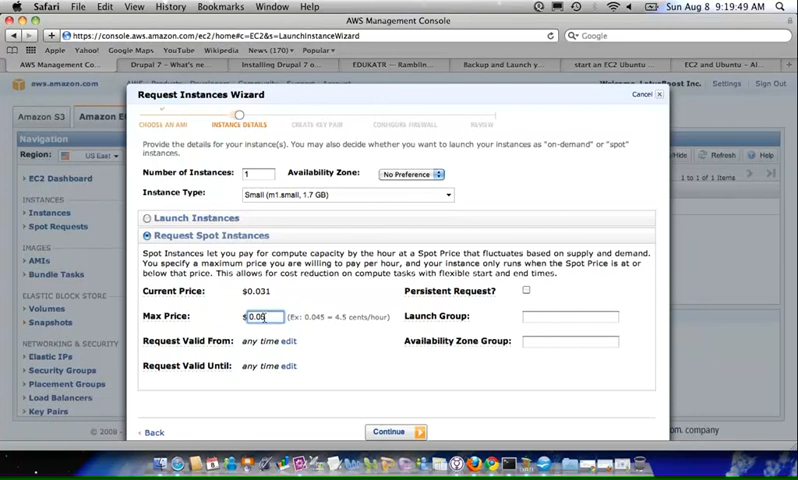 Safari File Edit View History Bookmarks Window Help Sun Aug 8 9:19:49 AM
AWS Management Console
https://console.aws.amazon.com/ec2/home#c=EC2&s=LaunchInstanceWizard
Google
Apple Yahoo! Google Maps YouTube Wikipedia News (170) Popular
AWS Management Co... Drupal 7 – What's ne... Installing Drupal 7 o... EDUKATR — Ramblin... Backup and Launch y... start an EC2 Ubuntu ... EC2 and Ubuntu – Al...
aws.amazon.com
Inc. Settings Sign Out
Request Instances Wizard Cancel
Amazon S3
CHOOSE AN AMI INSTANCE DETAILS CREATE KEY PAIR CONFIGURE FIREWALL REVIEW
Navigation
Provide the details for your instance(s). You may also decide whether you want to launch your instances as "on-demand" or "spot"
instances.
Region: US East
/Hide Refresh Help
Number of Instances: 1 Availability Zone: No Preference
EC2 Dashboard
1 to 1 of 1 Items
Instance Type: Small (m1.small, 1.7 GB)
INSTANCES
Instances
Launch Instances
Spot Requests
Request Spot Instances
IMAGES
Spot Instances let you pay for compute capacity by the hour at a Spot Price that fluctuates based on supply and demand.
You specify a maximum price you are willing to pay per hour, and your instance only runs when the Spot Price is at or
below that price. This allows for cost reduction on compute tasks with flexible start and end times.
AMIs
Bundle Tasks
Current Price: $0.031 Persistent Request?
ELASTIC BLOCK STORE
Volumes
Max Price: $ 0.05 (Ex: 0.045 = 4.5 cents/hour) Launch Group:
Snapshots
Request Valid From: any time edit Availability Zone Group:
Elastic IPs
Request Valid Until: any time edit
Security Groups
Placement Groups
Load Balancers
Key Pairs
© 2009 -
company
Back Continue